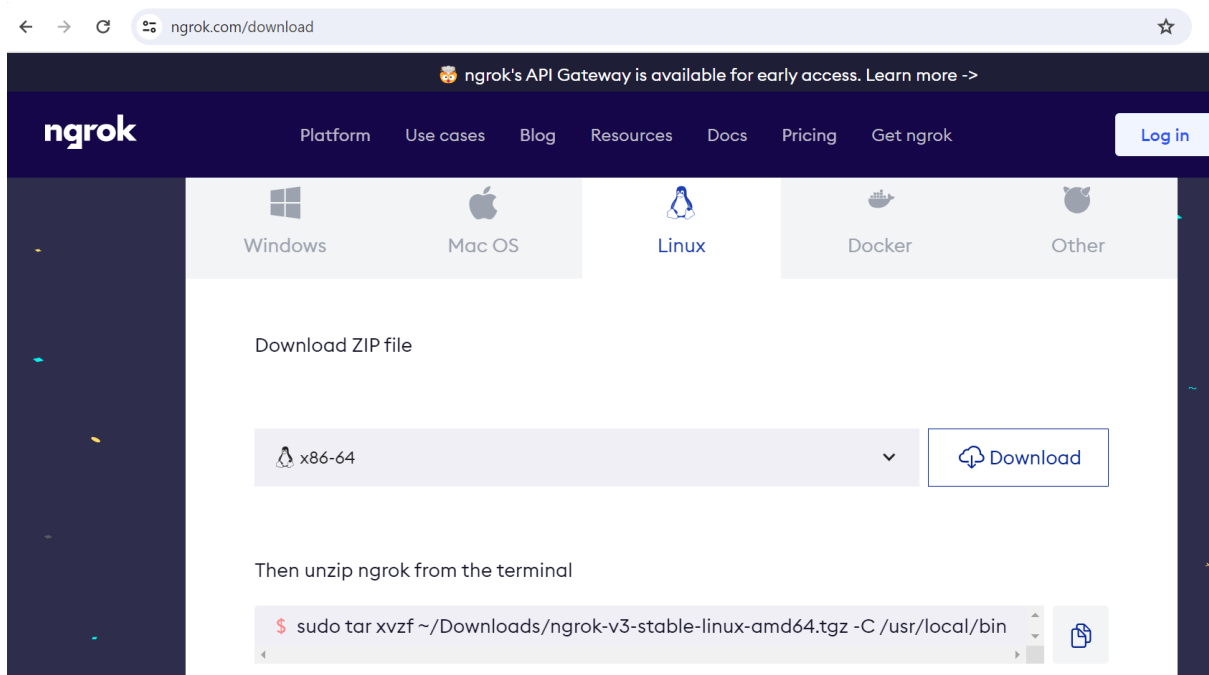 ngrok.com/download
🤯 ngrok's API Gateway is available for early access. Learn more ->
ngrok Platform Use cases Blog Resources Docs Pricing Get ngrok Log in
Windows Mac OS Linux Docker Other
Download ZIP file
x86-64 Download
Then unzip ngrok from the terminal
$ sudo tar xvzf ~/Downloads/ngrok-v3-stable-linux-amd64.tgz -C /usr/local/bin